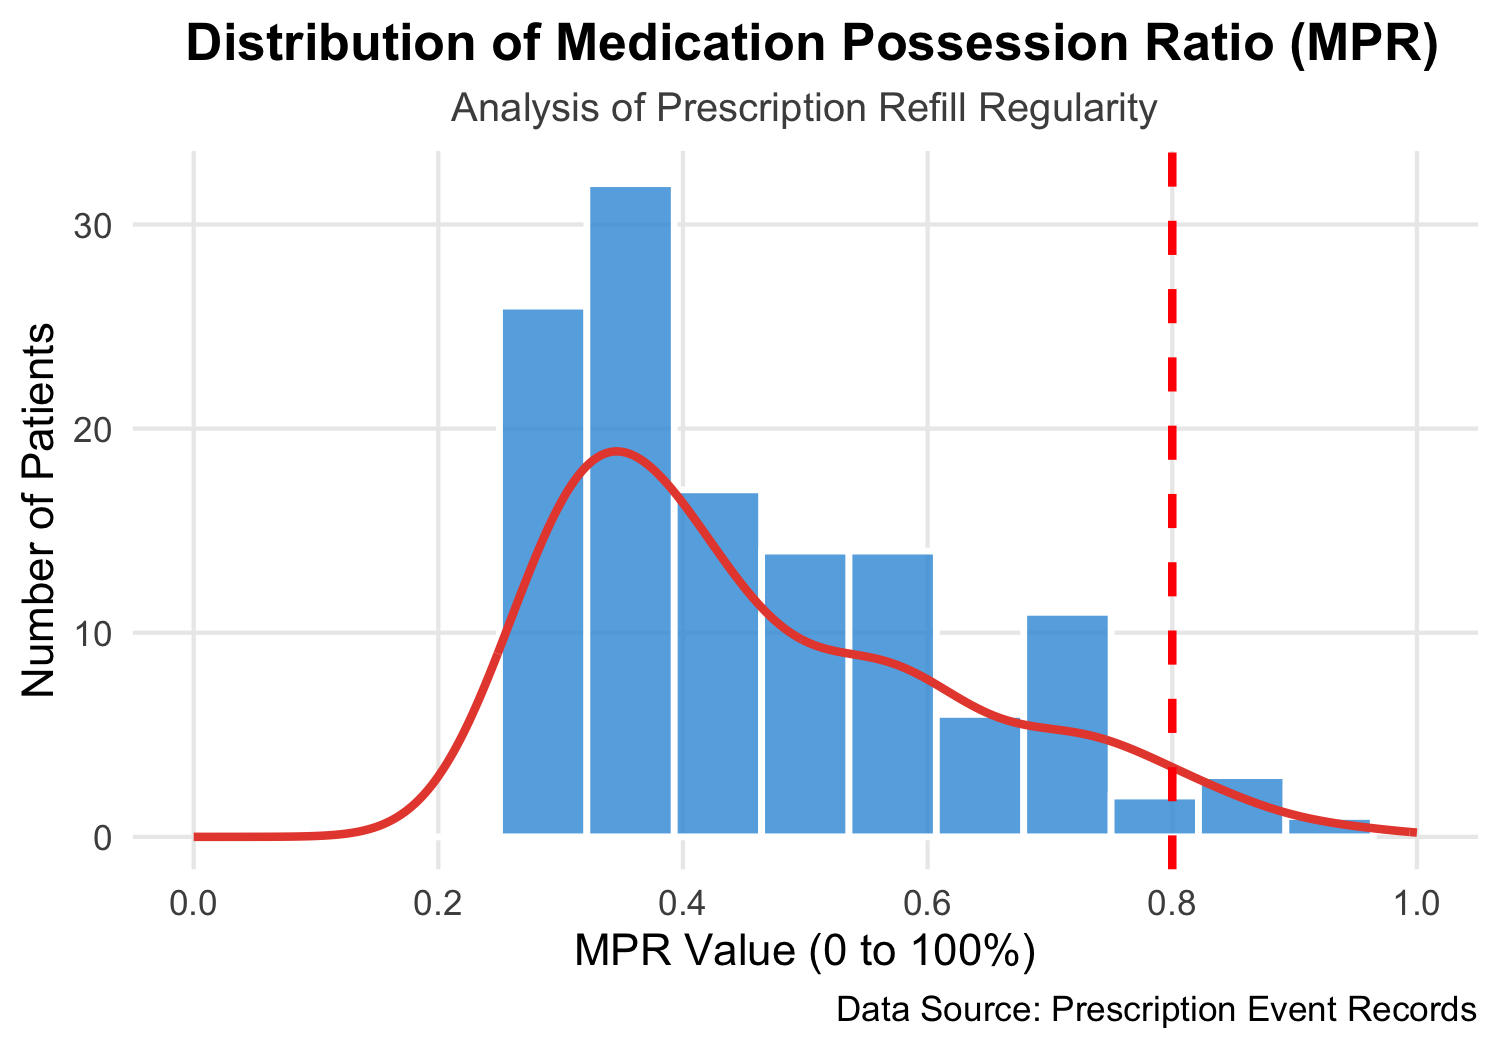 Distribution of Medication Possession Ratio (MPR)
Analysis of Prescription Refill Regularity
Number of Patients
30
20
10
0
0.0 0.2 0.4 0.6 0.8 1.0
MPR Value (0 to 100%)
Data Source: Prescription Event Records